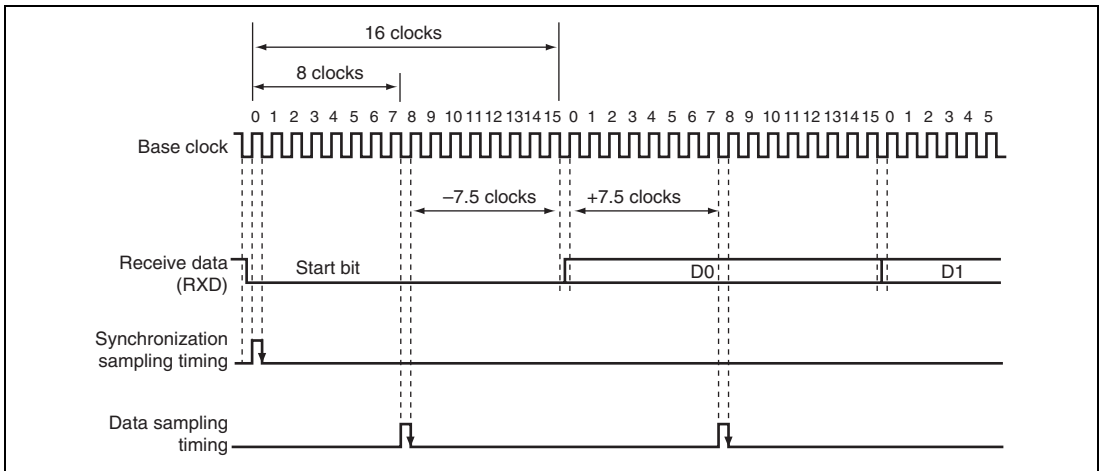 16 clocks
8 clocks
0 1 2 3 4 5 6 7 8 9 10 11 12 13 14 15 0 1 2 3 4 5 6 7 8 9 10 11 12 13 14 15 0 1 2 3 4 5
Base clock
–7.5 clocks +7.5 clocks
Receive data
(RXD)
Start bit D0 D1
Synchronization
sampling timing
Data sampling
timing